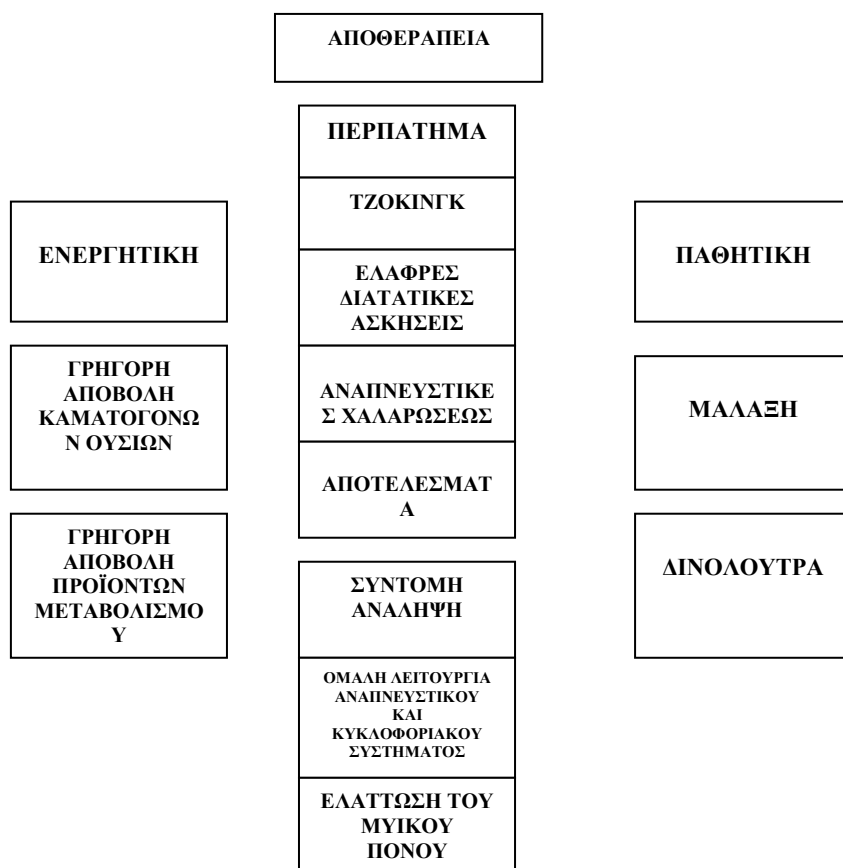 ΑΠΟΘΕΡΑΠΕΙΑ
ΠΕΡΠΑΤΗΜΑ
ΤΖΟΚΙΝΓΚ
ΕΛΑΦΡΕΣ
ΔΙΑΤΑΤΙΚΕΣ
ΑΣΚΗΣΕΙΣ
ΑΝΑΠΝΕΥΣΤΙΚΕ
Σ ΧΑΛΑΡΩΣΕΩΣ
ΑΠΟΤΕΛΕΣΜΑΤ
Α
ΕΝΕΡΓΗΤΙΚΗ
ΓΡΗΓΟΡΗ
ΑΠΟΒΟΛΗ
ΚΑΜΑΤΟΓΟΝΩ
Ν ΟΥΣΙΩΝ
ΓΡΗΓΟΡΗ
ΑΠΟΒΟΛΗ
ΠΡΟΪΟΝΤΩΝ
ΜΕΤΑΒΟΛΙΣΜΟ
Υ
ΠΑΘΗΤΙΚΗ
ΜΑΛΑΞΗ
ΔΙΝΟΛΟΥΤΡΑ
ΣΥΝΤΟΜΗ
ΑΝΑΛΗΨΗ
ΟΜΑΛΗ ΛΕΙΤΟΥΡΓΙΑ
ΑΝΑΠΝΕΥΣΤΙΚΟΥ
ΚΑΙ
ΚΥΚΛΟΦΟΡΙΑΚΟΥ
ΣΥΣΤΗΜΑΤΟΣ
ΕΛΑΤΤΩΣΗ ΤΟΥ
ΜΥΙΚΟΥ
ΠΟΝΟΥ